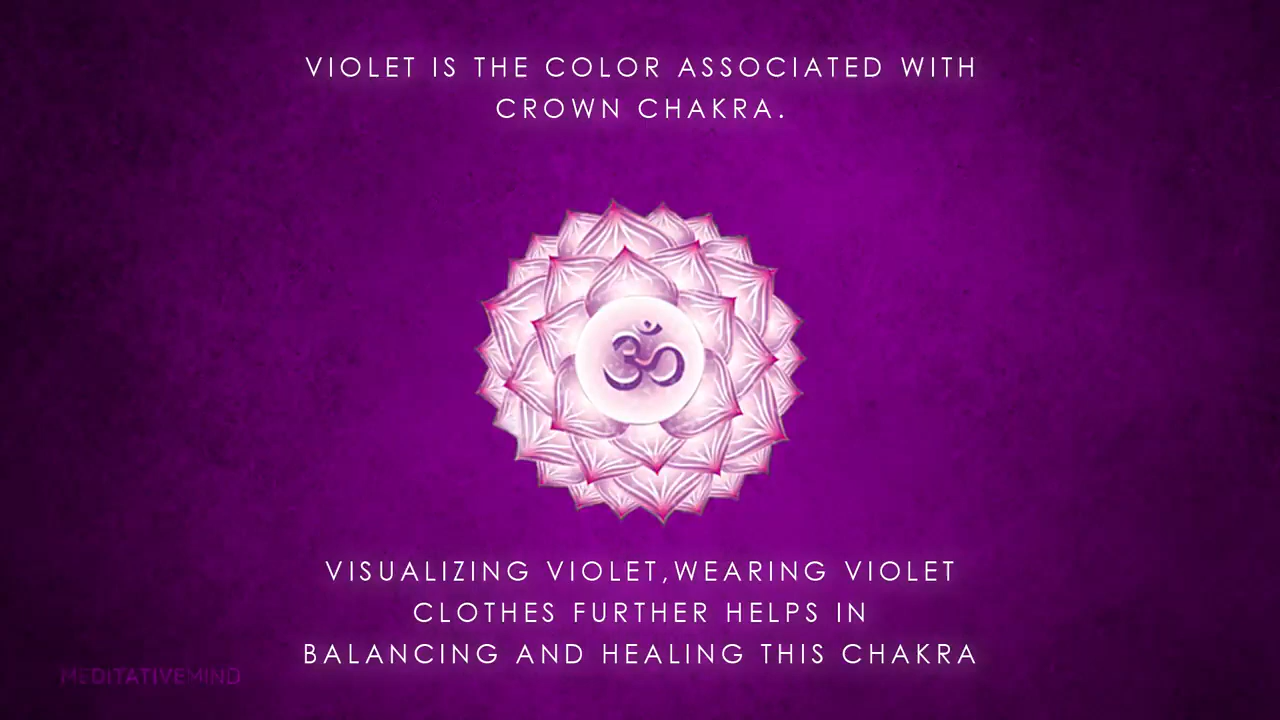 VIOLET IS THE COLOR ASSOCIATED WITH
CROWN CHAKRA.
ॐ
VISUALIZING VIOLET,WEARING VIOLET
CLOTHES FURTHER HELPS IN
BALANCING AND HEALING THIS CHAKRA
MEDITATIVEMIND